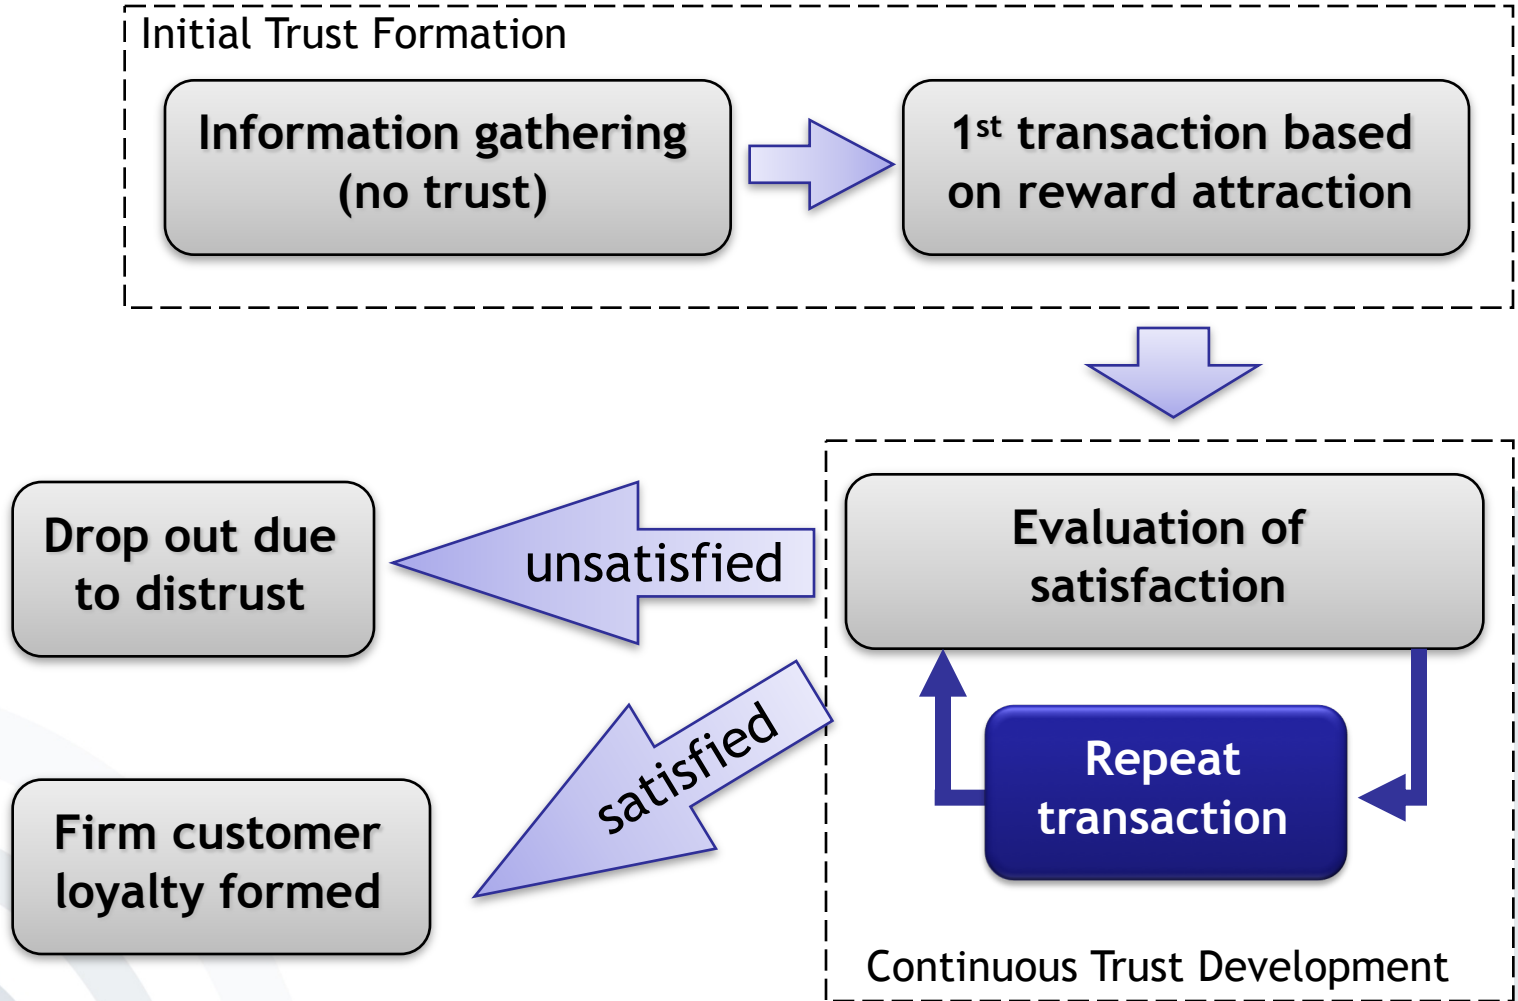 Initial Trust Formation
Information gathering
(no trust)
1st transaction based
on reward attraction
Evaluation of
satisfaction
unsatisfied
Drop out due
to distrust
satisfied
Repeat
transaction
Firm customer
loyalty formed
Continuous Trust Development